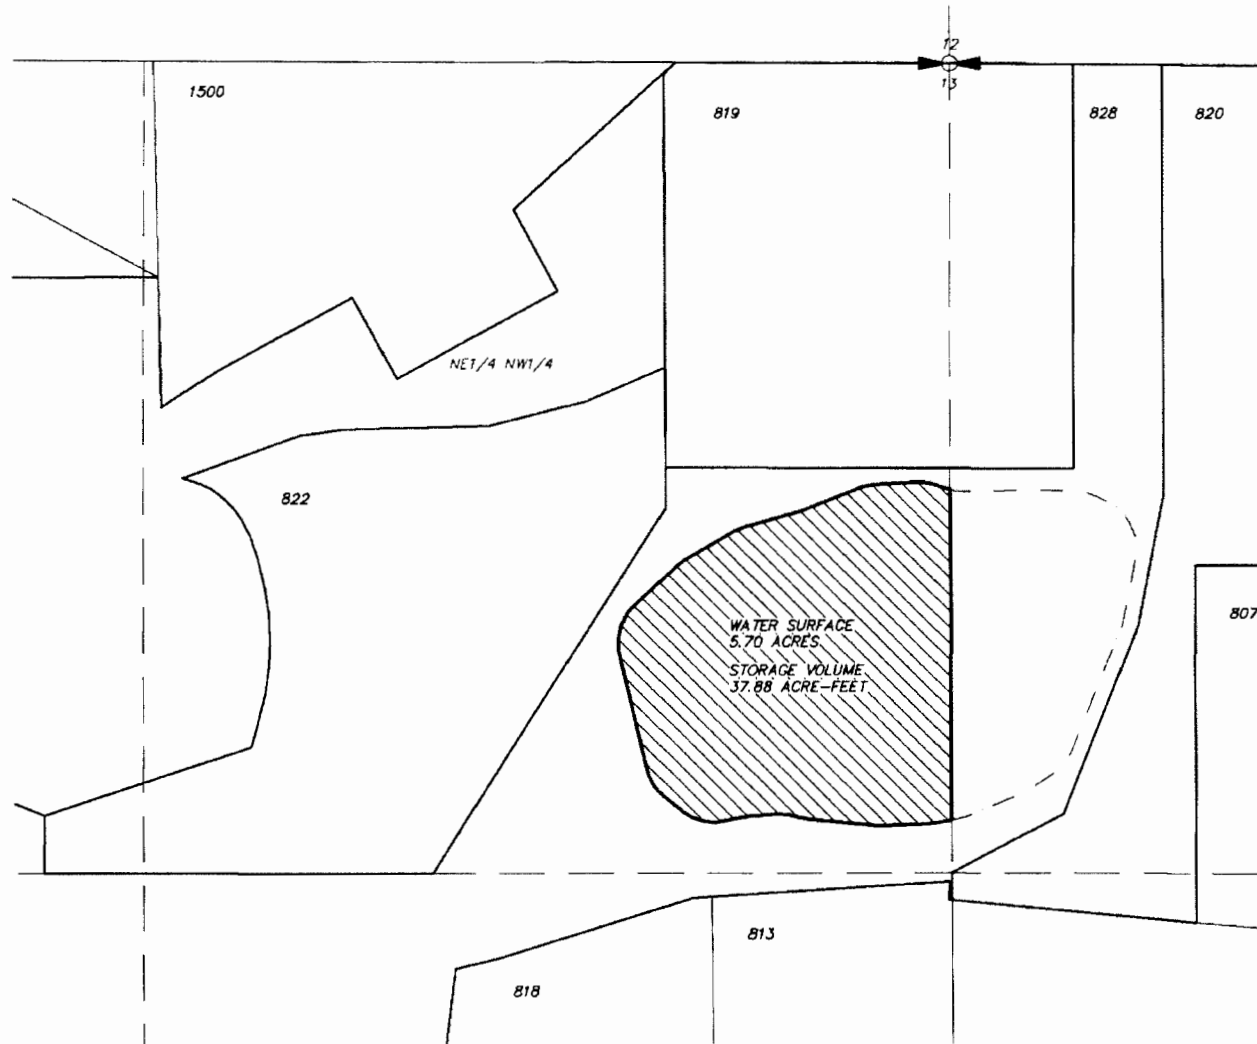 12
13
1500
819
828
820
NE1/4 NW1/4
822
807
WATER SURFACE
5.70 ACRES
STORAGE VOLUME
37.88 ACRE-FEET
813
818